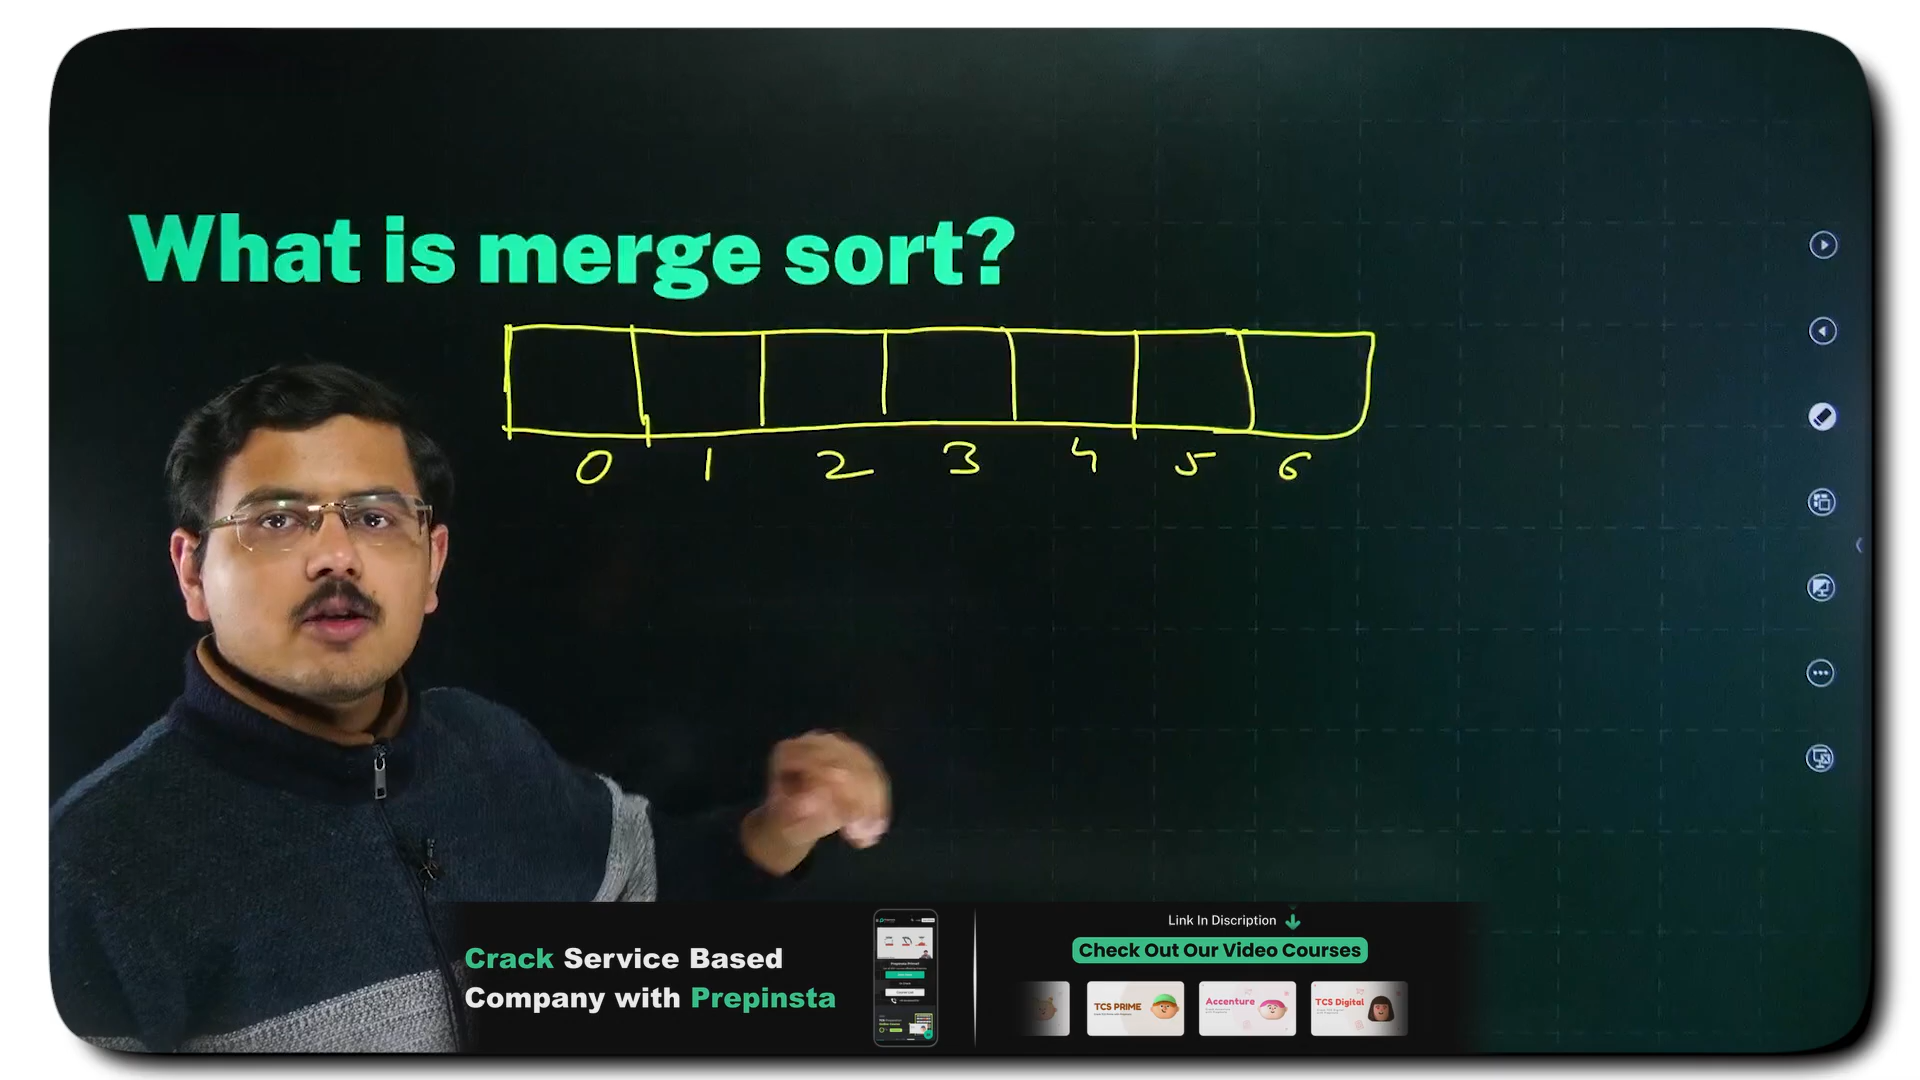 What is merge sort?
0 1 2 3 4 5 6
Crack Service Based
Company with Prepinsta
Link In Discription
Check Out Our Video Courses
TCS PRIME
Accenture
TCS Digital